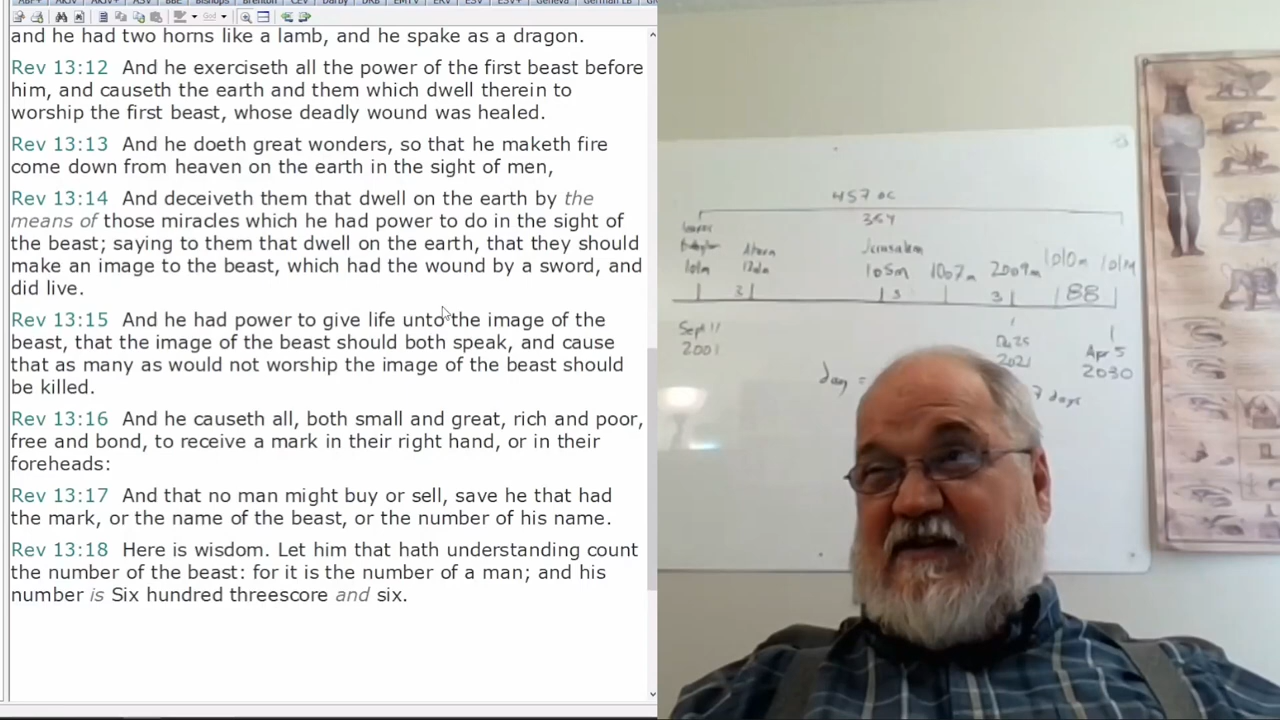 and he had two horns like a lamb, and he spake as a dragon.
Rev 13:12 And he exerciseth all the power of the first beast before
him, and causeth the earth and them which dwell therein to
worship the first beast, whose deadly wound was healed.
Rev 13:13 And he doeth great wonders, so that he maketh fire
come down from heaven on the earth in the sight of men,
Rev 13:14 And deceiveth them that dwell on the earth by the
means of those miracles which he had power to do in the sight of
the beast; saying to them that dwell on the earth, that they should
make an image to the beast, which had the wound by a sword, and
did live.
Rev 13:15 And he had power to give life unto the image of the
beast, that the image of the beast should both speak, and cause
that as many as would not worship the image of the beast should
be killed.
Rev 13:16 And he causeth all, both small and great, rich and poor,
free and bond, to receive a mark in their right hand, or in their
foreheads:
Rev 13:17 And that no man might buy or sell, save he that had
the mark, or the name of the beast, or the number of his name.
Rev 13:18 Here is wisdom. Let him that hath understanding count
the number of the beast: for it is the number of a man; and his
number is Six hundred threescore and six.
457
364
Jerusalem
105m 1007m 2009m 1010m
3 3 88
Sept 11
2001
2021
Apr 5
2030
day =
7 days